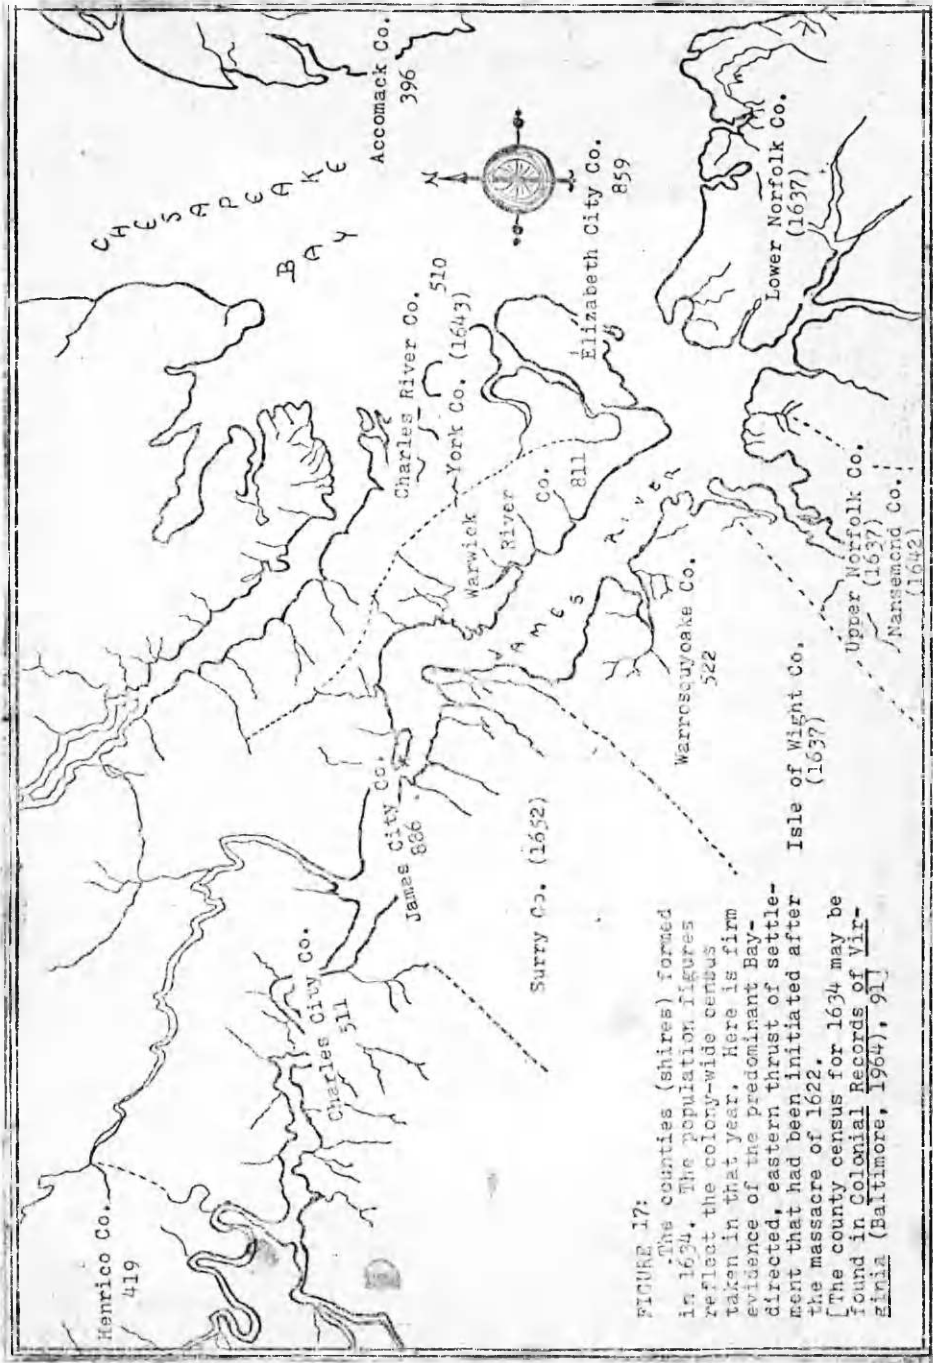 CHESAPEAKE
BAY
Accomack Co.
396
N
Charles River Co.
510
York Co. (1643)
Elizabeth City Co.
859
Warwick
River
Co.
811
JAMES RIVER
Lower Norfolk Co.
(1637)
Upper Norfolk Co.
(1637)
Nansemond Co.
(1642)
Warrosquyoake Co.
522
Isle of Wight Co.
(1637)
James City Co.
886
Surry Co. (1652)
Charles City Co.
511
Henrico Co.
419
FIGURE 17:
.The counties (shires) formed
in 1634. The population figures
reflect the colony-wide census
taken in that year. Here is firm
evidence of the predominant Bay-
directed, eastern thrust of settle-
ment that had been initiated after
the massacre of 1622.
[The county census for 1634 may be
found in Colonial Records of Vir-
ginia (Baltimore, 1964), 91]